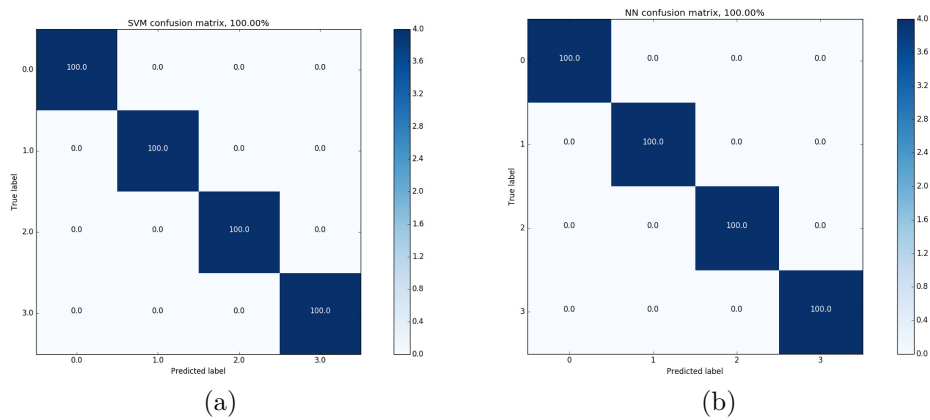 SVM confusion matrix, 100.00%
4.0
3.6
3.2
2.8
2.4
2.0
1.6
1.2
0.8
0.4
0.0
True label
0.0 100.0 0.0 0.0 0.0
1.0 0.0 100.0 0.0 0.0
2.0 0.0 0.0 100.0 0.0
3.0 0.0 0.0 0.0 100.0
0.0 1.0 2.0 3.0
Predicted label
(a)
NN confusion matrix, 100.00%
4.0
3.6
3.2
2.8
2.4
2.0
1.6
1.2
0.8
0.4
0.0
True label
0 100.0 0.0 0.0 0.0
1 0.0 100.0 0.0 0.0
2 0.0 0.0 100.0 0.0
3 0.0 0.0 0.0 100.0
0 1 2 3
Predicted label
(b)